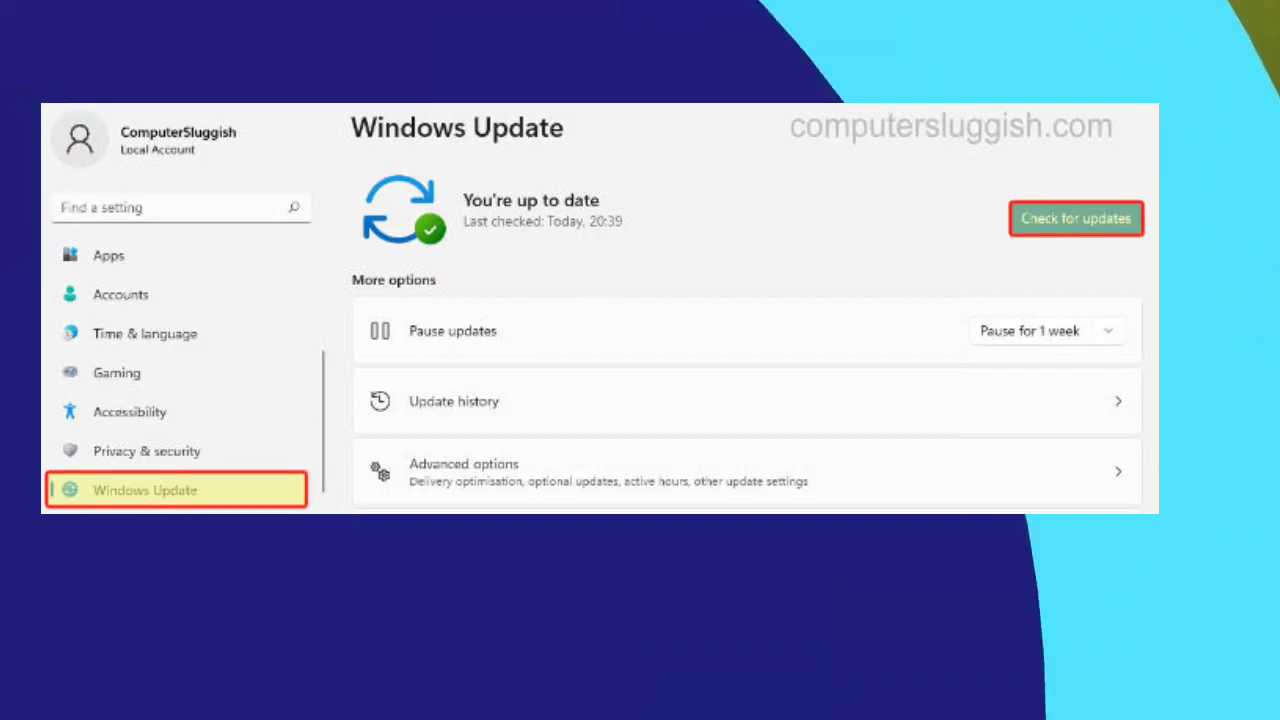 ComputerSluggish
Local Account
Find a setting
Apps
Accounts
Time & language
Gaming
Accessibility
Privacy & security
Windows Update
Windows Update
computersluggish.com
You're up to date
Last checked: Today, 20:39
Check for updates
More options
Pause updates
Pause for 1 week
Update history
Advanced options
Delivery optimisation, optional updates, active hours, other update settings